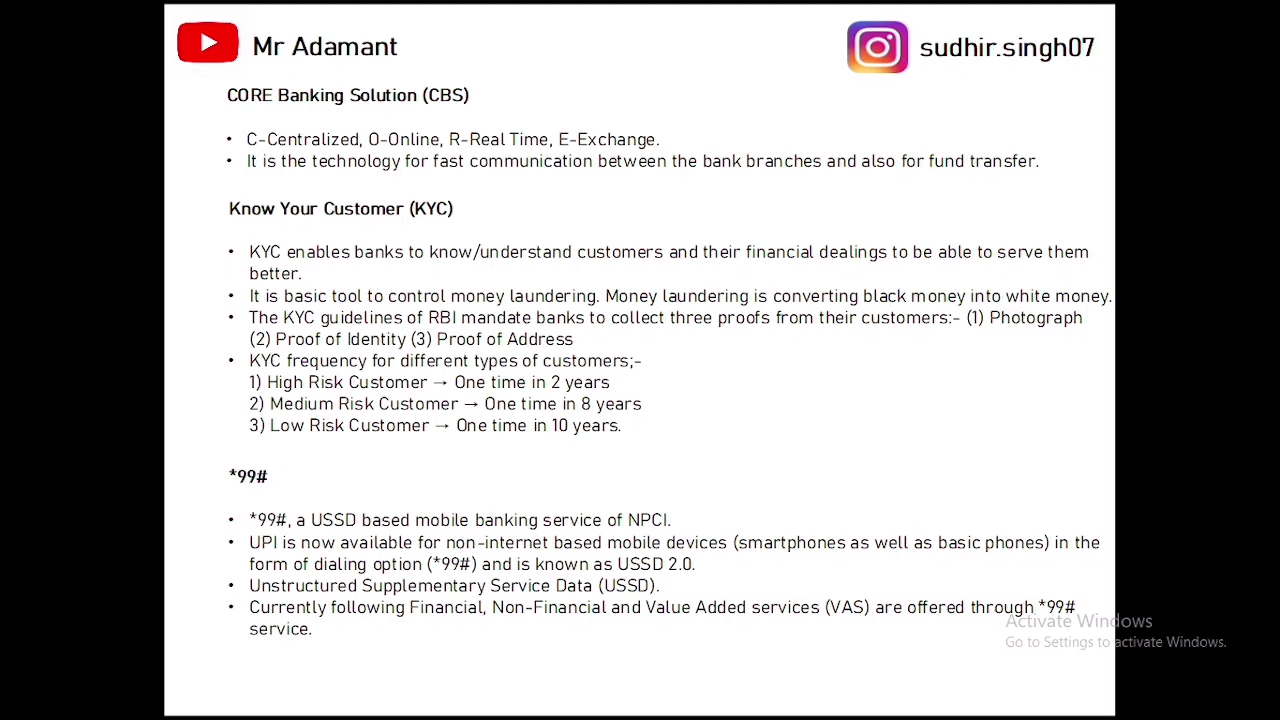 Mr Adamant
sudhir.singh07
CORE Banking Solution (CBS)
• C-Centralized, O-Online, R-Real Time, E-Exchange.
• It is the technology for fast communication between the bank branches and also for fund transfer.
Know Your Customer (KYC)
• KYC enables banks to know/understand customers and their financial dealings to be able to serve them
better.
• It is basic tool to control money laundering. Money laundering is converting black money into white money.
• The KYC guidelines of RBI mandate banks to collect three proofs from their customers:- (1) Photograph
(2) Proof of Identity (3) Proof of Address
• KYC frequency for different types of customers;-
1) High Risk Customer → One time in 2 years
2) Medium Risk Customer → One time in 8 years
3) Low Risk Customer → One time in 10 years.
*99#
• *99#, a USSD based mobile banking service of NPCI.
• UPI is now available for non-internet based mobile devices (smartphones as well as basic phones) in the
form of dialing option (*99#) and is known as USSD 2.0.
• Unstructured Supplementary Service Data (USSD).
• Currently following Financial, Non-Financial and Value Added services (VAS) are offered through *99#
service.
Activate Windows
Go to Settings to activate Windows.